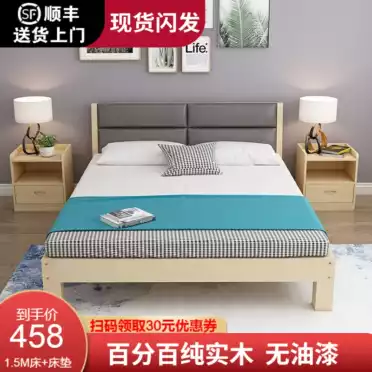 SF 顺丰
送货上门
现货闪发
Life.
到手价
458
1.5M床+床垫
扫码领取30元优惠券
百分百纯实木 无油漆